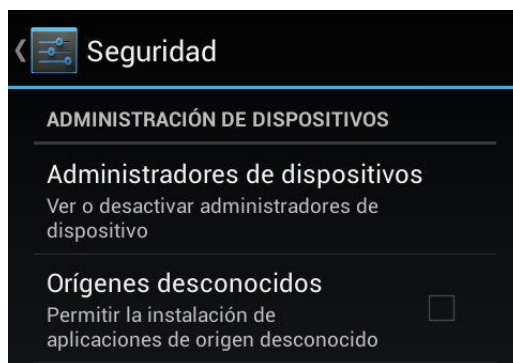 Seguridad
ADMINISTRACIÓN DE DISPOSITIVOS
Administradores de dispositivos
Ver o desactivar administradores de
dispositivo
Orígenes desconocidos
Permitir la instalación de
aplicaciones de origen desconocido